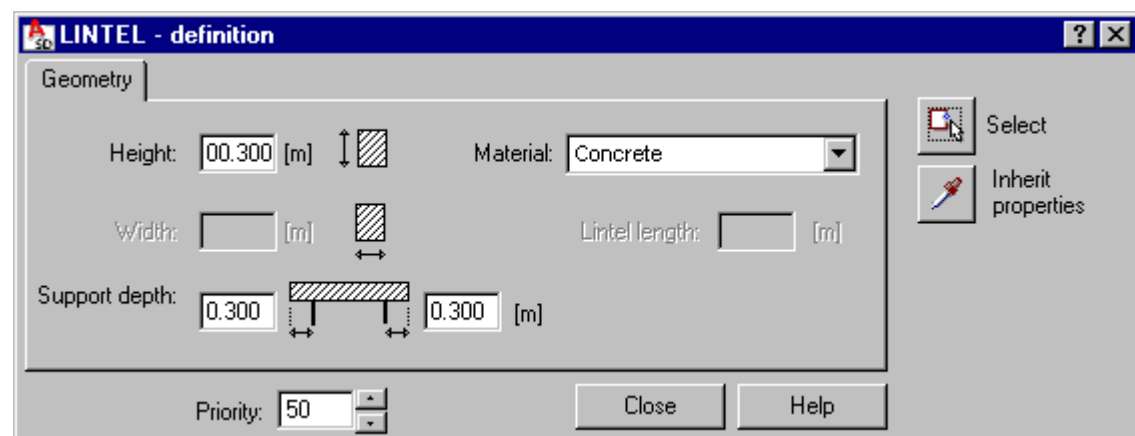 LINTEL - definition
Geometry
Height: 00.300 [m] Material: Concrete
Select
Inherit properties
Width: [m] Lintel length: [m]
Support depth: 0.300 0.300 [m]
Priority: 50 Close Help